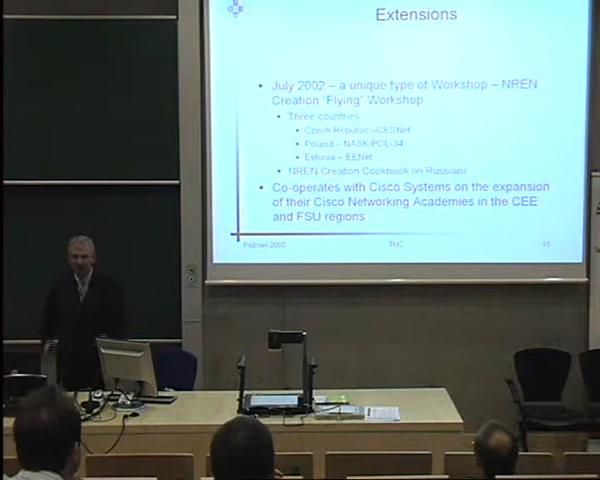 Extensions
• July 2002 – a unique type of Workshop – NREN
Creation "Flying" Workshop
• Three countries
• Czech Republic –CESNet
• Poland – NASK/POL-34
• Estonia – EENet
• NREN Creation Cookbook (in Russian)
• Co-operates with Cisco Systems on the expansion
of their Cisco Networking Academies in the CEE
and FSU regions
Poznan 2005
TNC
15